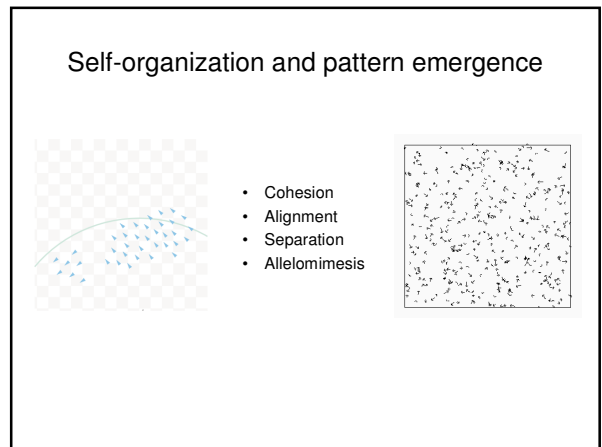 Self-organization and pattern emergence
• Cohesion
• Alignment
• Separation
• Allelomimesis